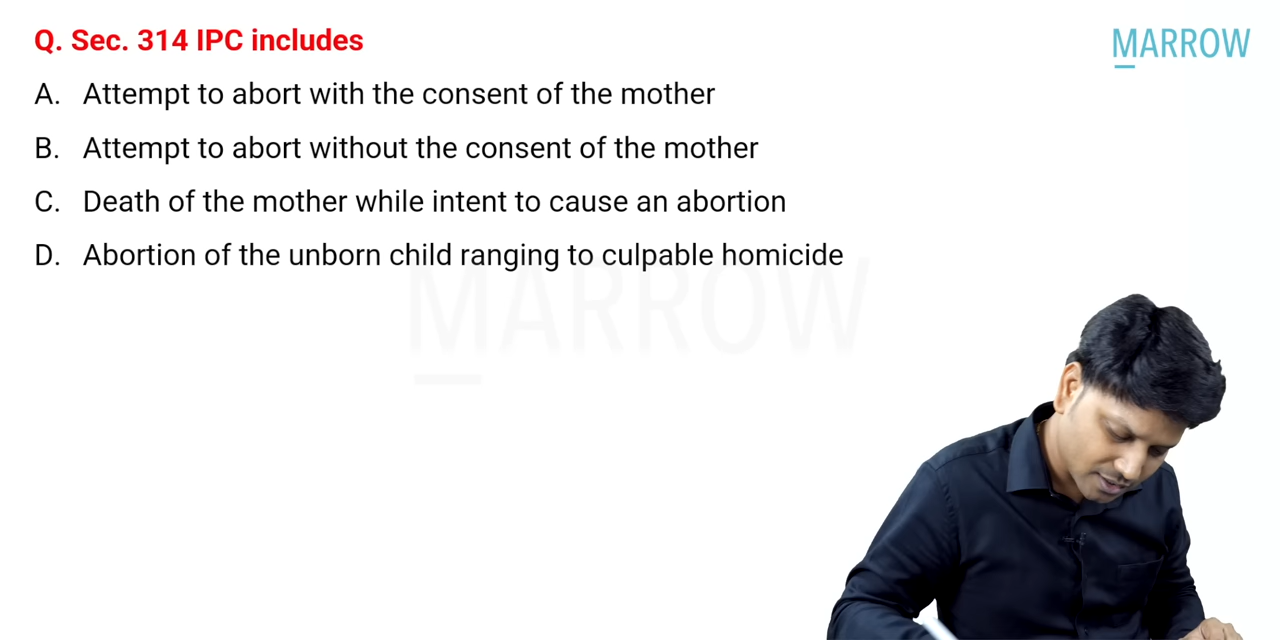 Q. Sec. 314 IPC includes
MARROW
A. Attempt to abort with the consent of the mother
B. Attempt to abort without the consent of the mother
C. Death of the mother while intent to cause an abortion
D. Abortion of the unborn child ranging to culpable homicide
MARROW